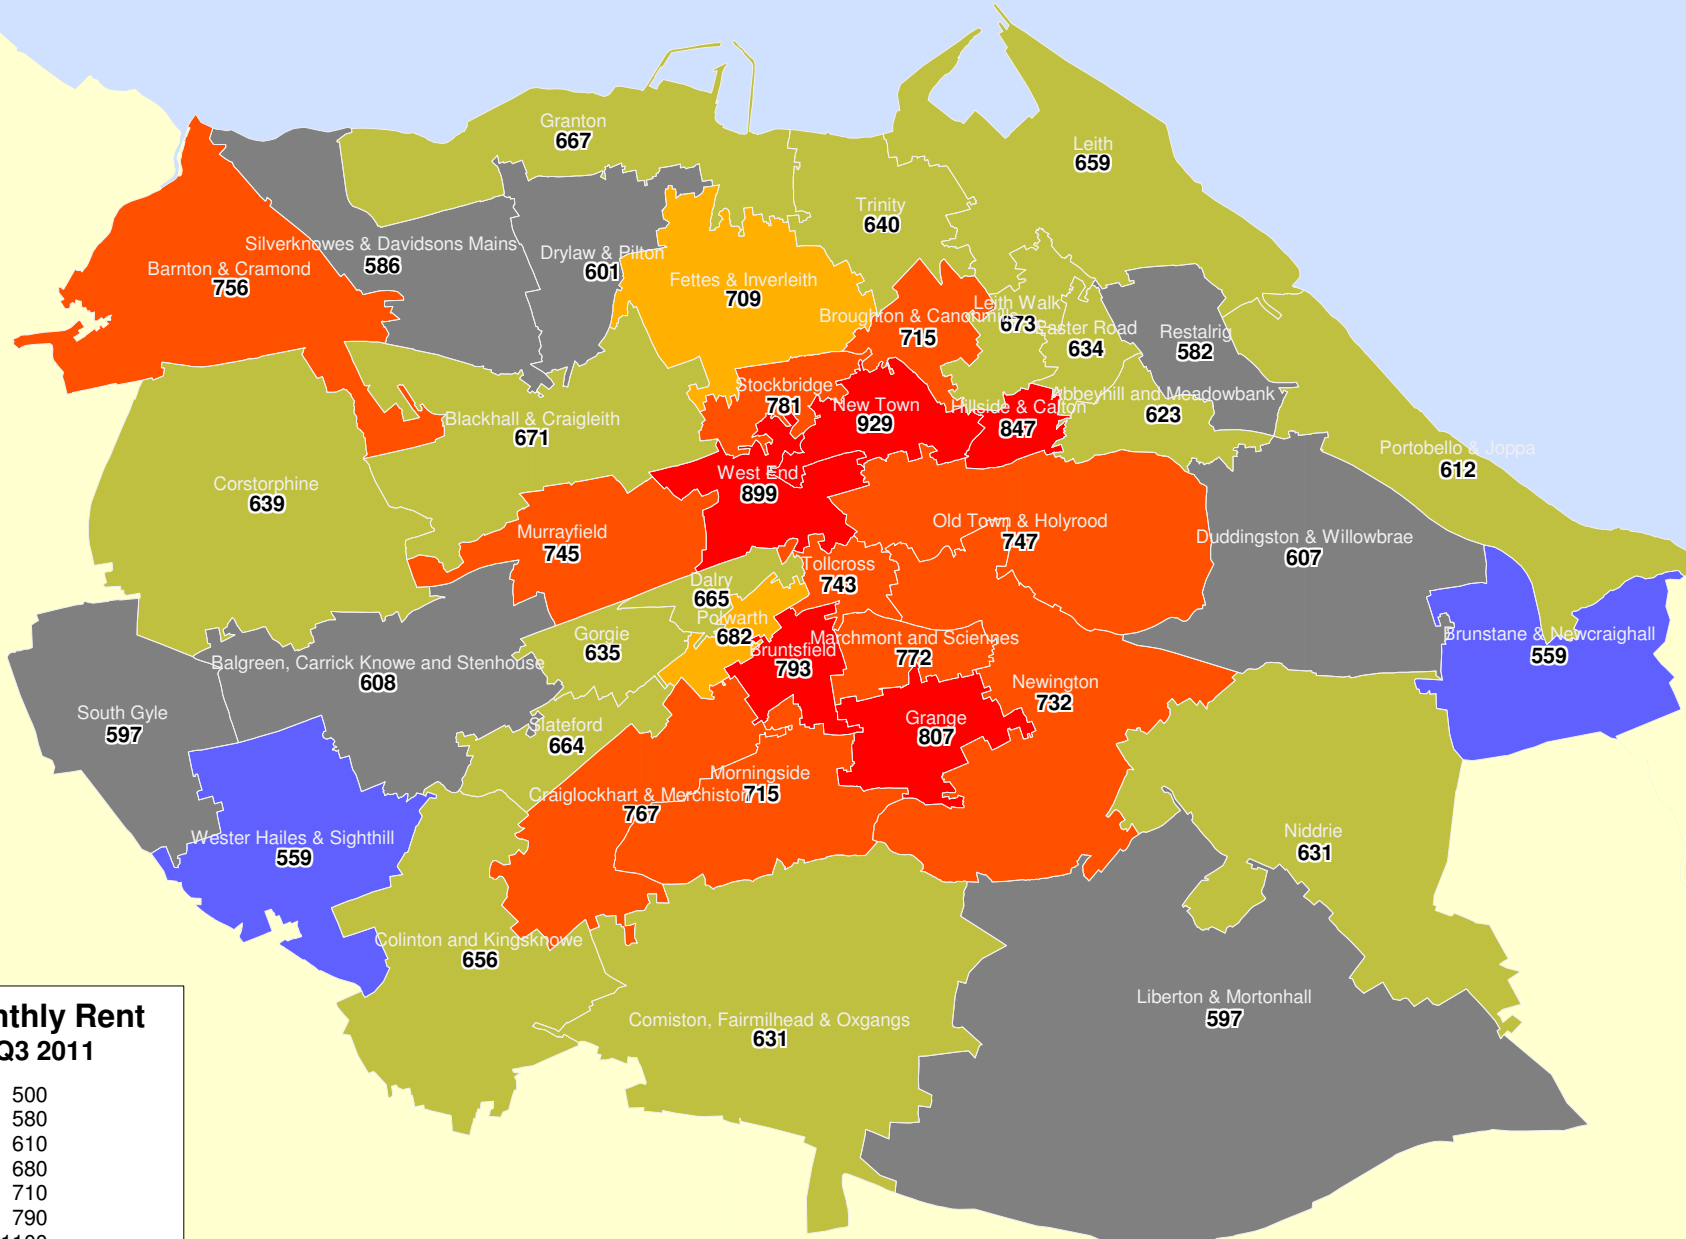 Granton
667
Leith
659
Trinity
640
Silverknowes & Davidsons Mains
586
Drylaw & Pilton
601
Barnton & Cramond
756
Fettes & Inverleith
709
Broughton & Canonmills
715
Leith Walk
673
Easter Road
634
Restalrig
582
Stockbridge
781
New Town
929
Hillside & Calton
847
Abbeyhill and Meadowbank
623
Blackhall & Craigleith
671
Portobello & Joppa
612
Corstorphine
639
West End
899
Murrayfield
745
Old Town & Holyrood
747
Duddingston & Willowbrae
607
Tollcross
743
Dalry
665
Polwarth
682
Gorgie
635
Bruntsfield
793
Marchmont and Sciennes
772
Brunstane & Newcraighall
559
Balgreen, Carrick Knowe and Stenhouse
608
Newington
732
South Gyle
597
Slateford
664
Grange
807
Morningside
715
Craiglockhart & Merchiston
767
Wester Hailes & Sighthill
559
Niddrie
631
Colinton and Kingsknowe
656
Liberton & Mortonhall
597
Comiston, Fairmilhead & Oxgangs
631
nthly Rent
Q3 2011
500
580
610
680
710
790